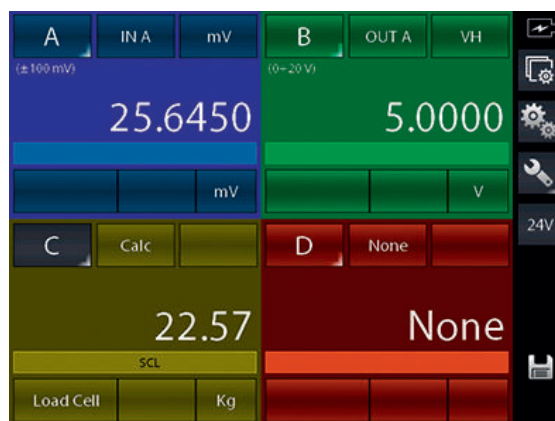 A IN A mV
(±100 mV)
25.6450
mV
B OUT A VH
(0÷20 V)
5.0000
V
C Calc
22.57
SCL
Load Cell Kg
D None
None
24V